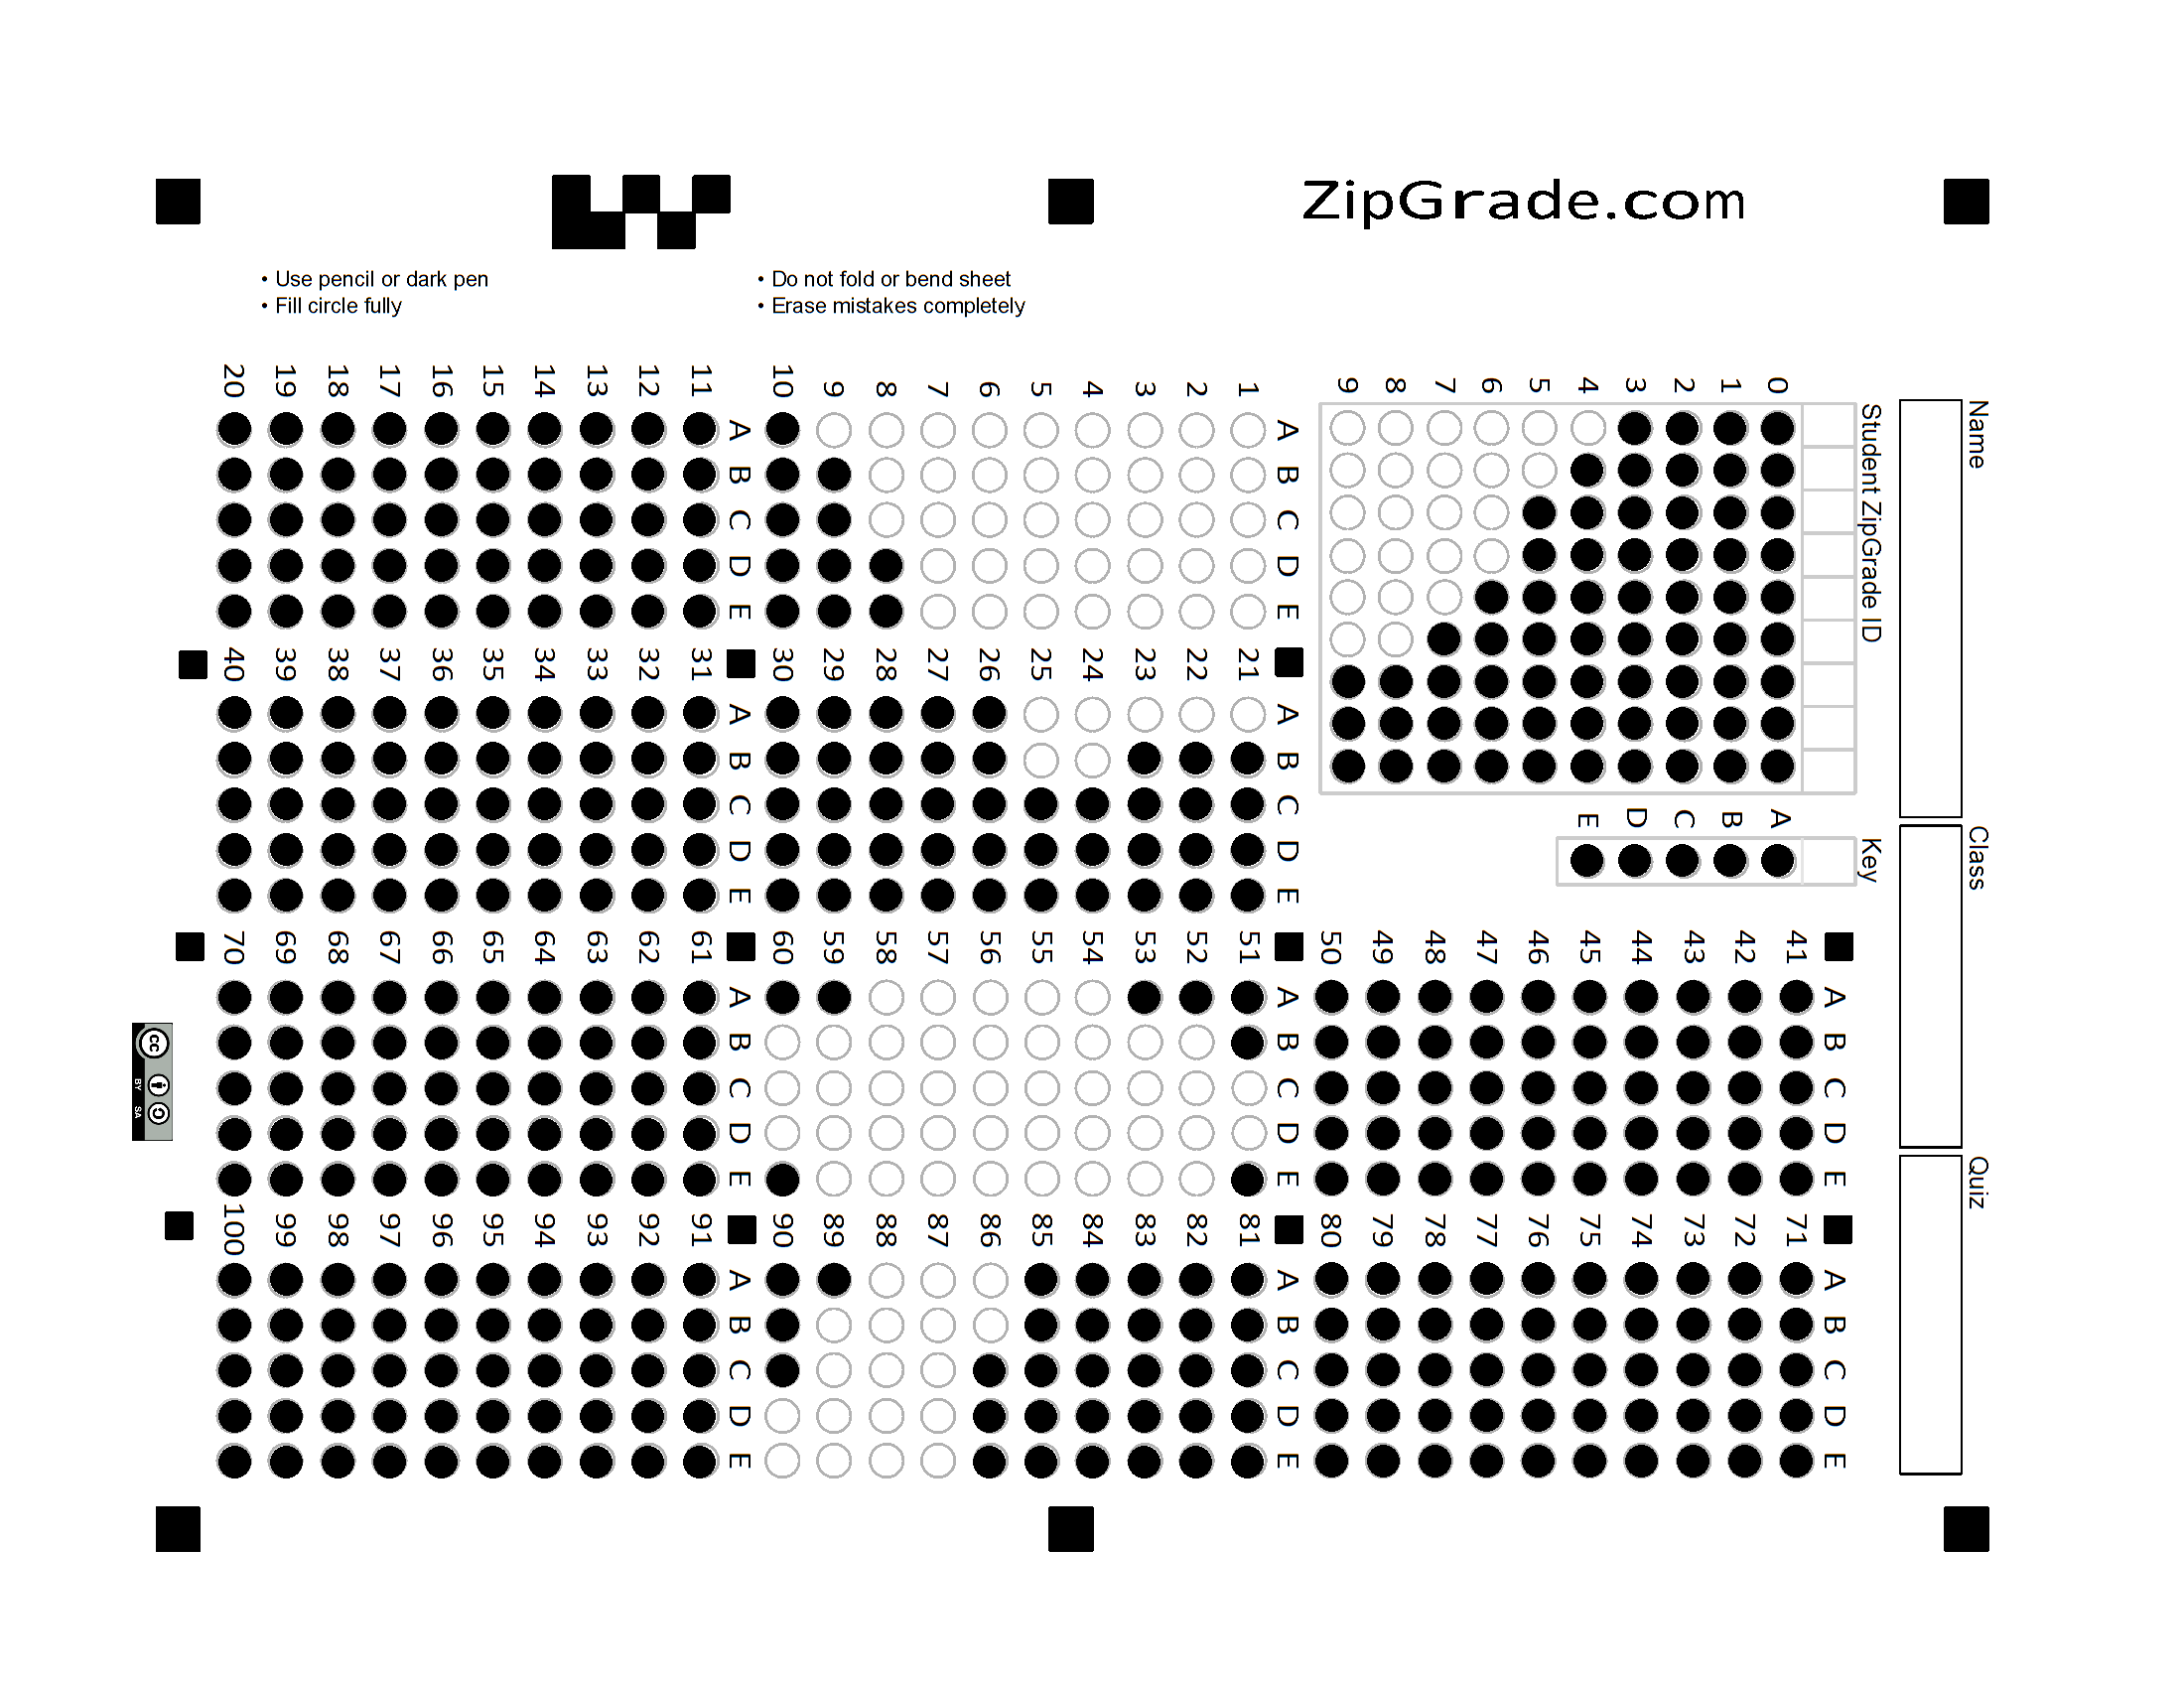 ZipGrade.com
• Use pencil or dark pen
• Fill circle fully
• Do not fold or bend sheet
• Erase mistakes completely
Name
Class
Quiz
Student ZipGrade ID
0 1 2 3 4 5 6 7 8 9
Key
A B C D E
1 2 3 4 5 6 7 8 9 10
A B C D E
11 12 13 14 15 16 17 18 19 20
A B C D E
21 22 23 24 25 26 27 28 29 30
A B C D E
31 32 33 34 35 36 37 38 39 40
A B C D E
41 42 43 44 45 46 47 48 49 50
A B C D E
51 52 53 54 55 56 57 58 59 60
A B C D E
61 62 63 64 65 66 67 68 69 70
A B C D E
71 72 73 74 75 76 77 78 79 80
A B C D E
81 82 83 84 85 86 87 88 89 90
A B C D E
91 92 93 94 95 96 97 98 99 100
A B C D E
cc
BY SA